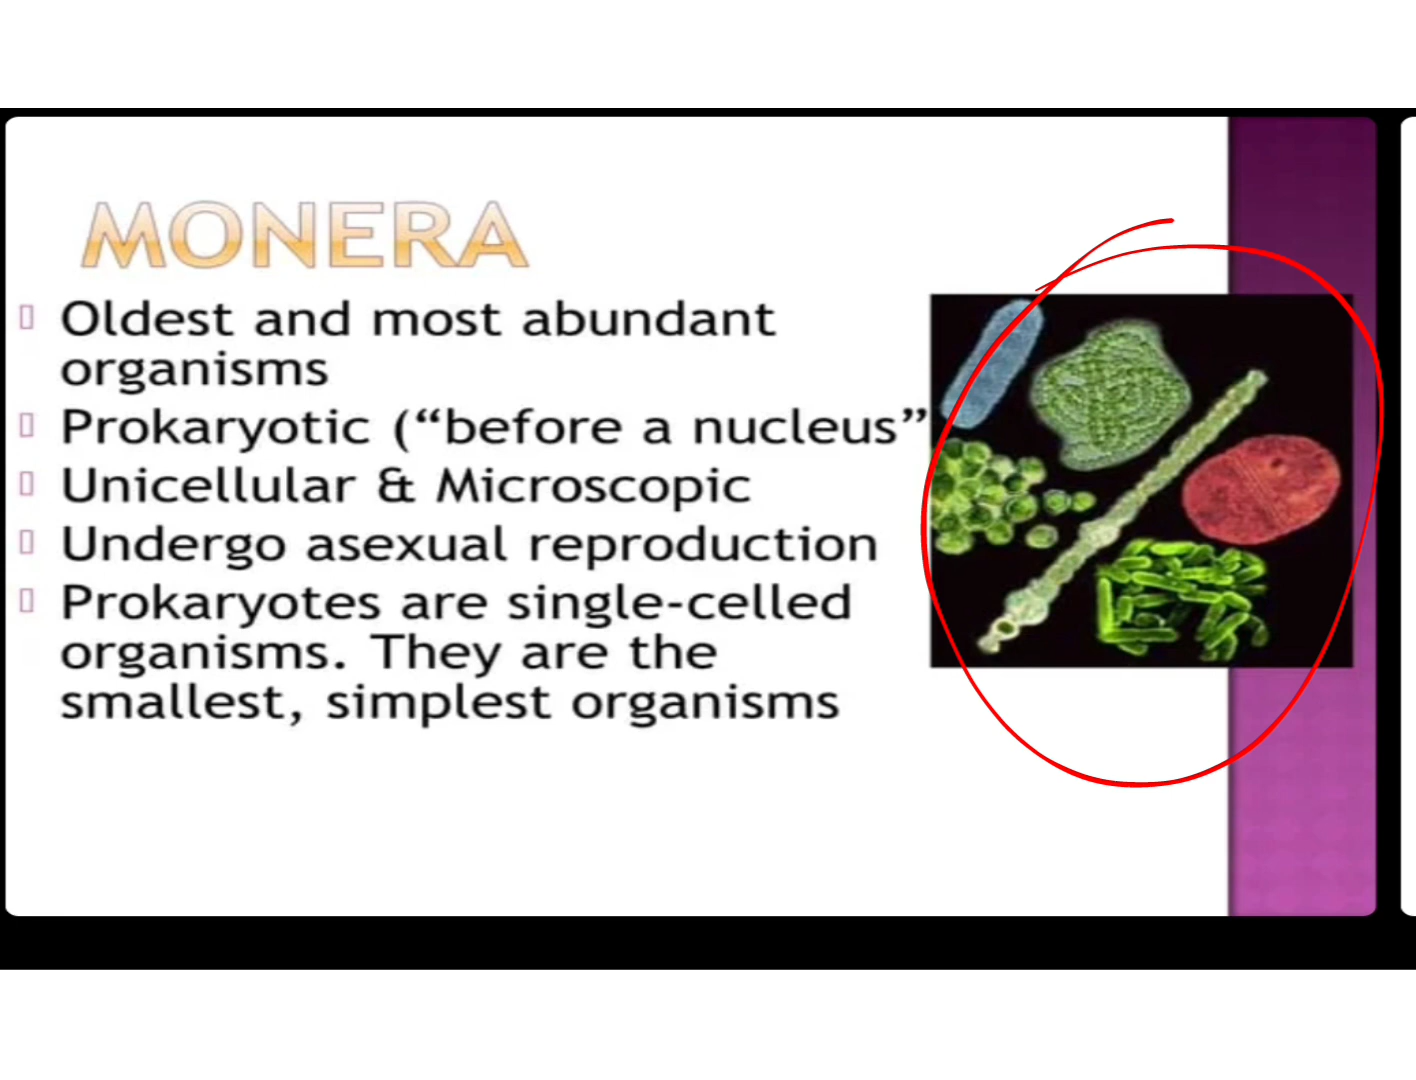 MONERA
Oldest and most abundant
organisms
Prokaryotic (“before a nucleus”
Unicellular & Microscopic
Undergo asexual reproduction
Prokaryotes are single-celled
organisms. They are the
smallest, simplest organisms